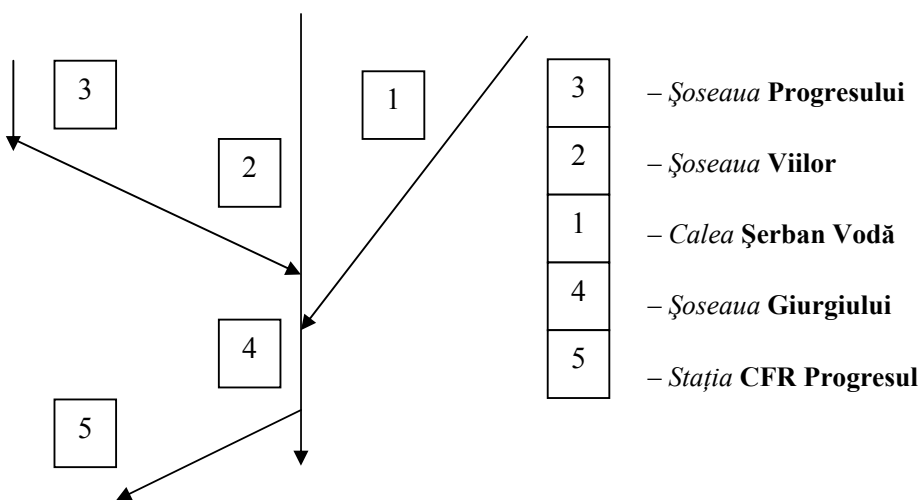 3
1
2
4
5
3 – Şoseaua Progresului
2 – Şoseaua Viilor
1 – Calea Şerban Vodă
4 – Şoseaua Giurgiului
5 – Stația CFR Progresul